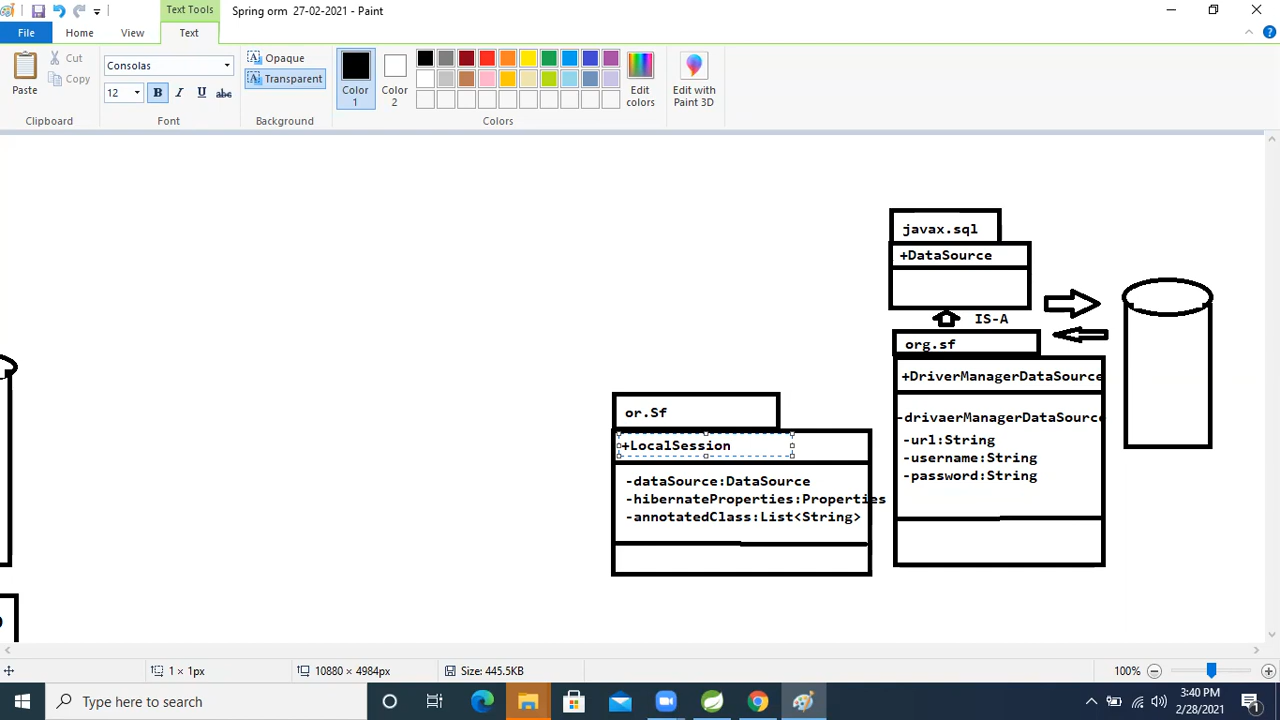 Text Tools
Spring orm 27-02-2021 - Paint
File
Home
View
Text
Paste
Cut
Copy
Clipboard
Consolas
12
B
I
U
abc
Font
Opaque
Transparent
Background
Color 1
Color 2
Edit colors
Colors
Edit with Paint 3D
javax.sql
+DataSource
IS-A
org.sf
+DriverManagerDataSource
-drivaerManagerDataSource
-url:String
-username:String
-password:String
or.Sf
+LocalSession
-dataSource:DataSource
-hibernateProperties:Properties
-annotatedClass:List<String>
1 × 1px
10880 × 4984px
Size: 445.5KB
100%
Type here to search
3:40 PM
2/28/2021
1